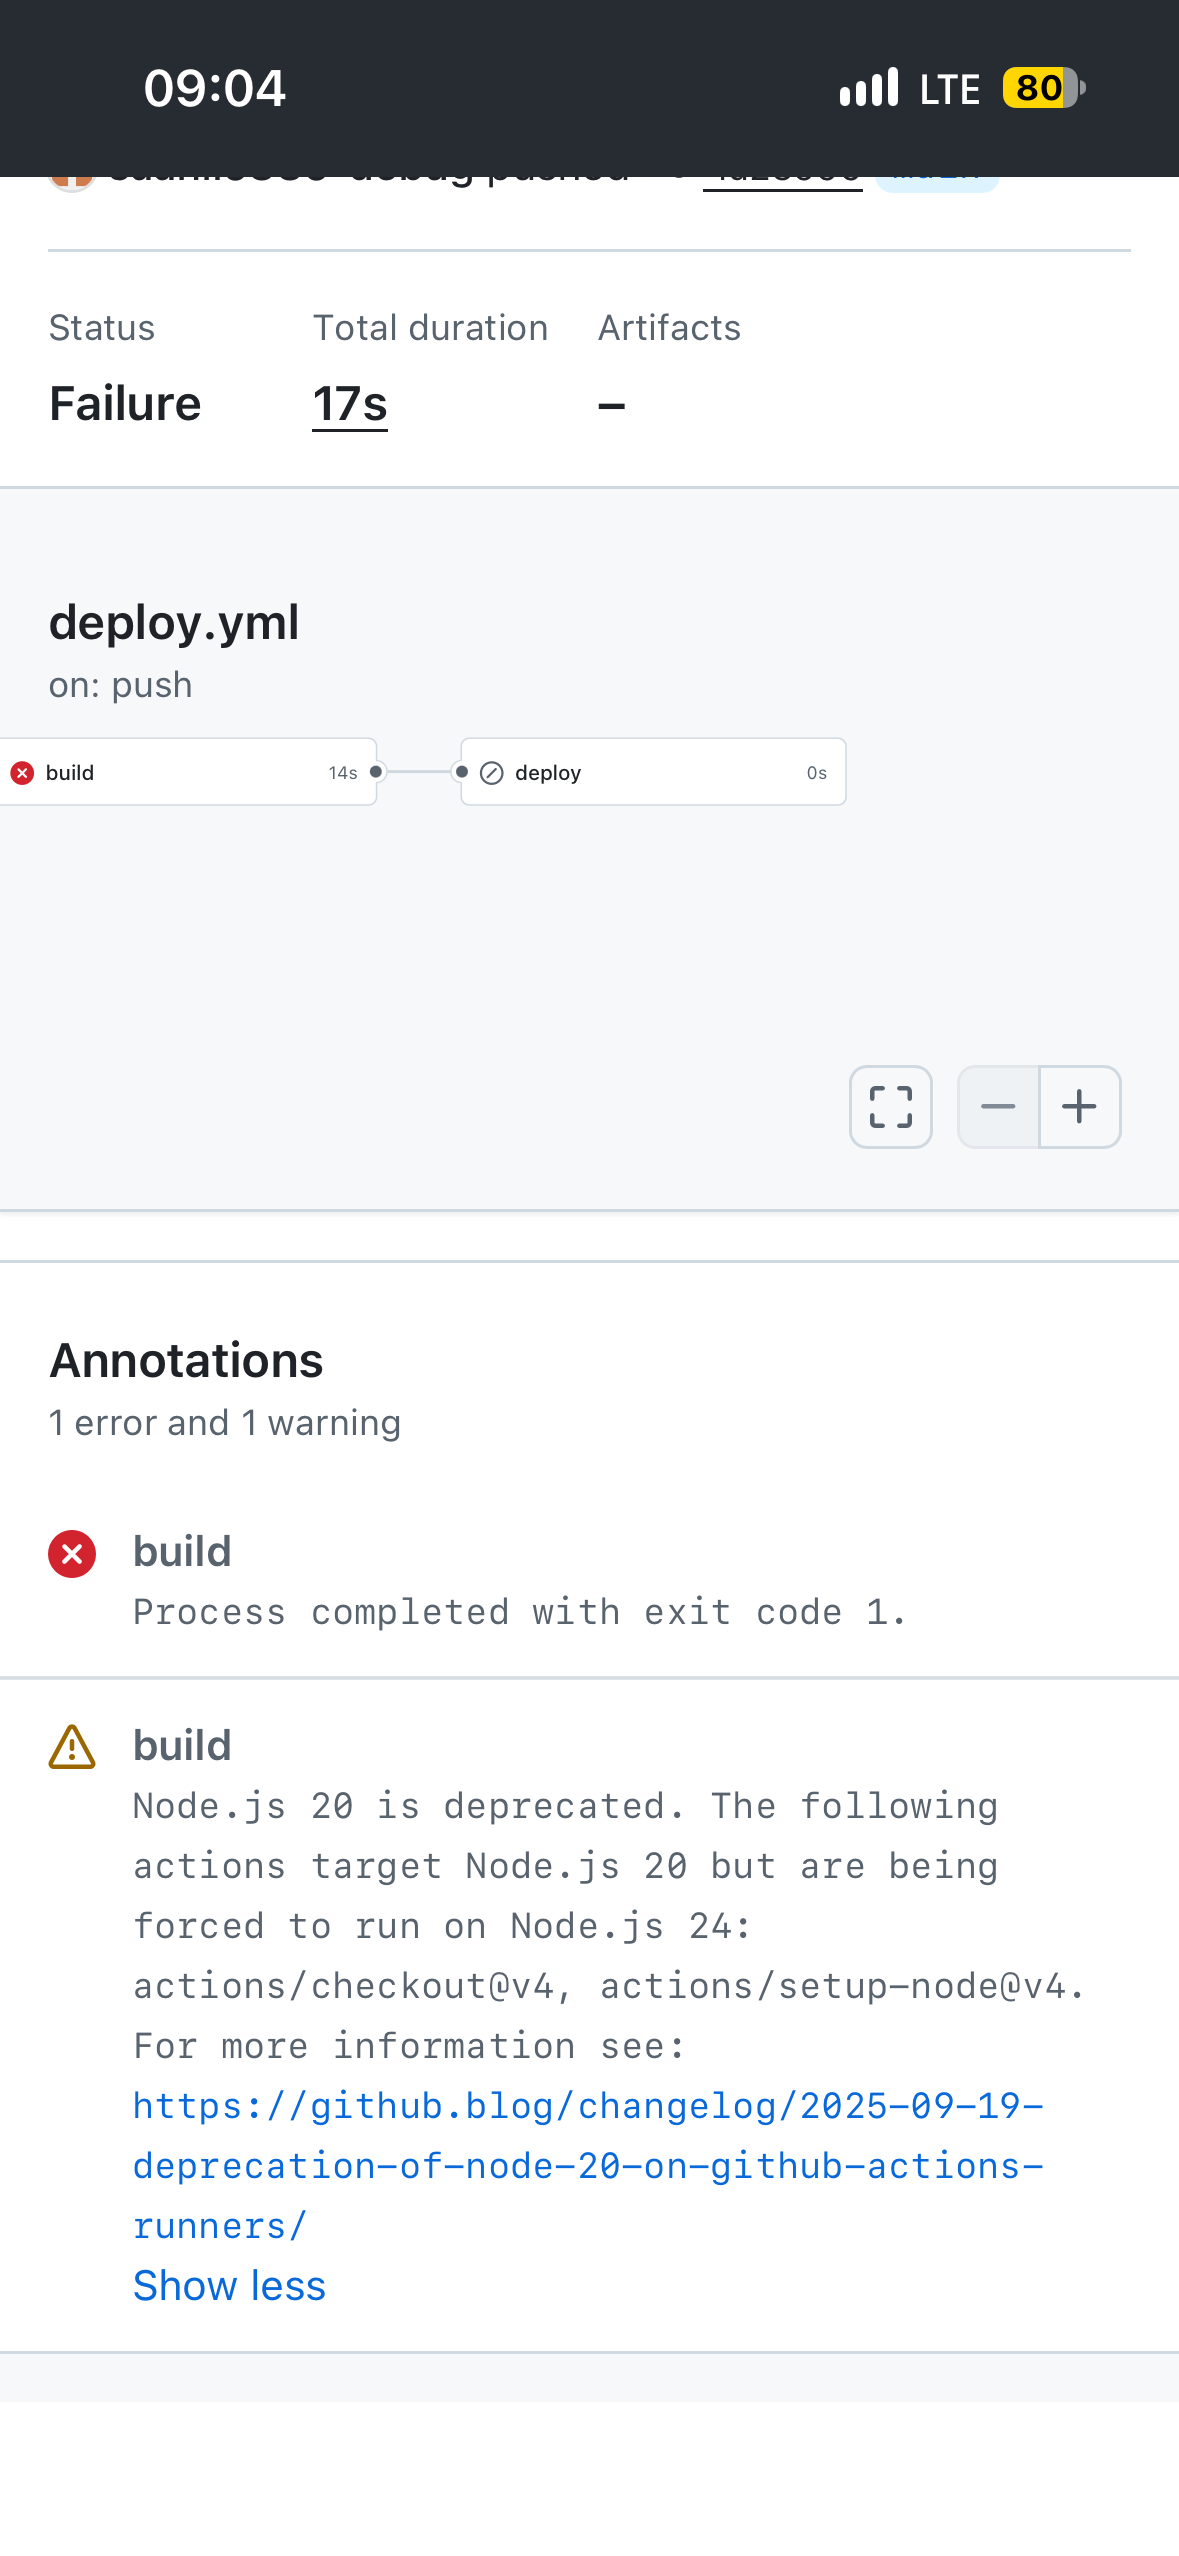 09:04
LTE 80
pushed
Status Total duration Artifacts
Failure 17s –
deploy.yml
on: push
build 14s deploy 0s
Annotations
1 error and 1 warning
build
Process completed with exit code 1.
build
Node.js 20 is deprecated. The following
actions target Node.js 20 but are being
forced to run on Node.js 24:
actions/checkout@v4, actions/setup-node@v4.
For more information see:
https://github.blog/changelog/2025-09-19-
deprecation-of-node-20-on-github-actions-
runners/
Show less